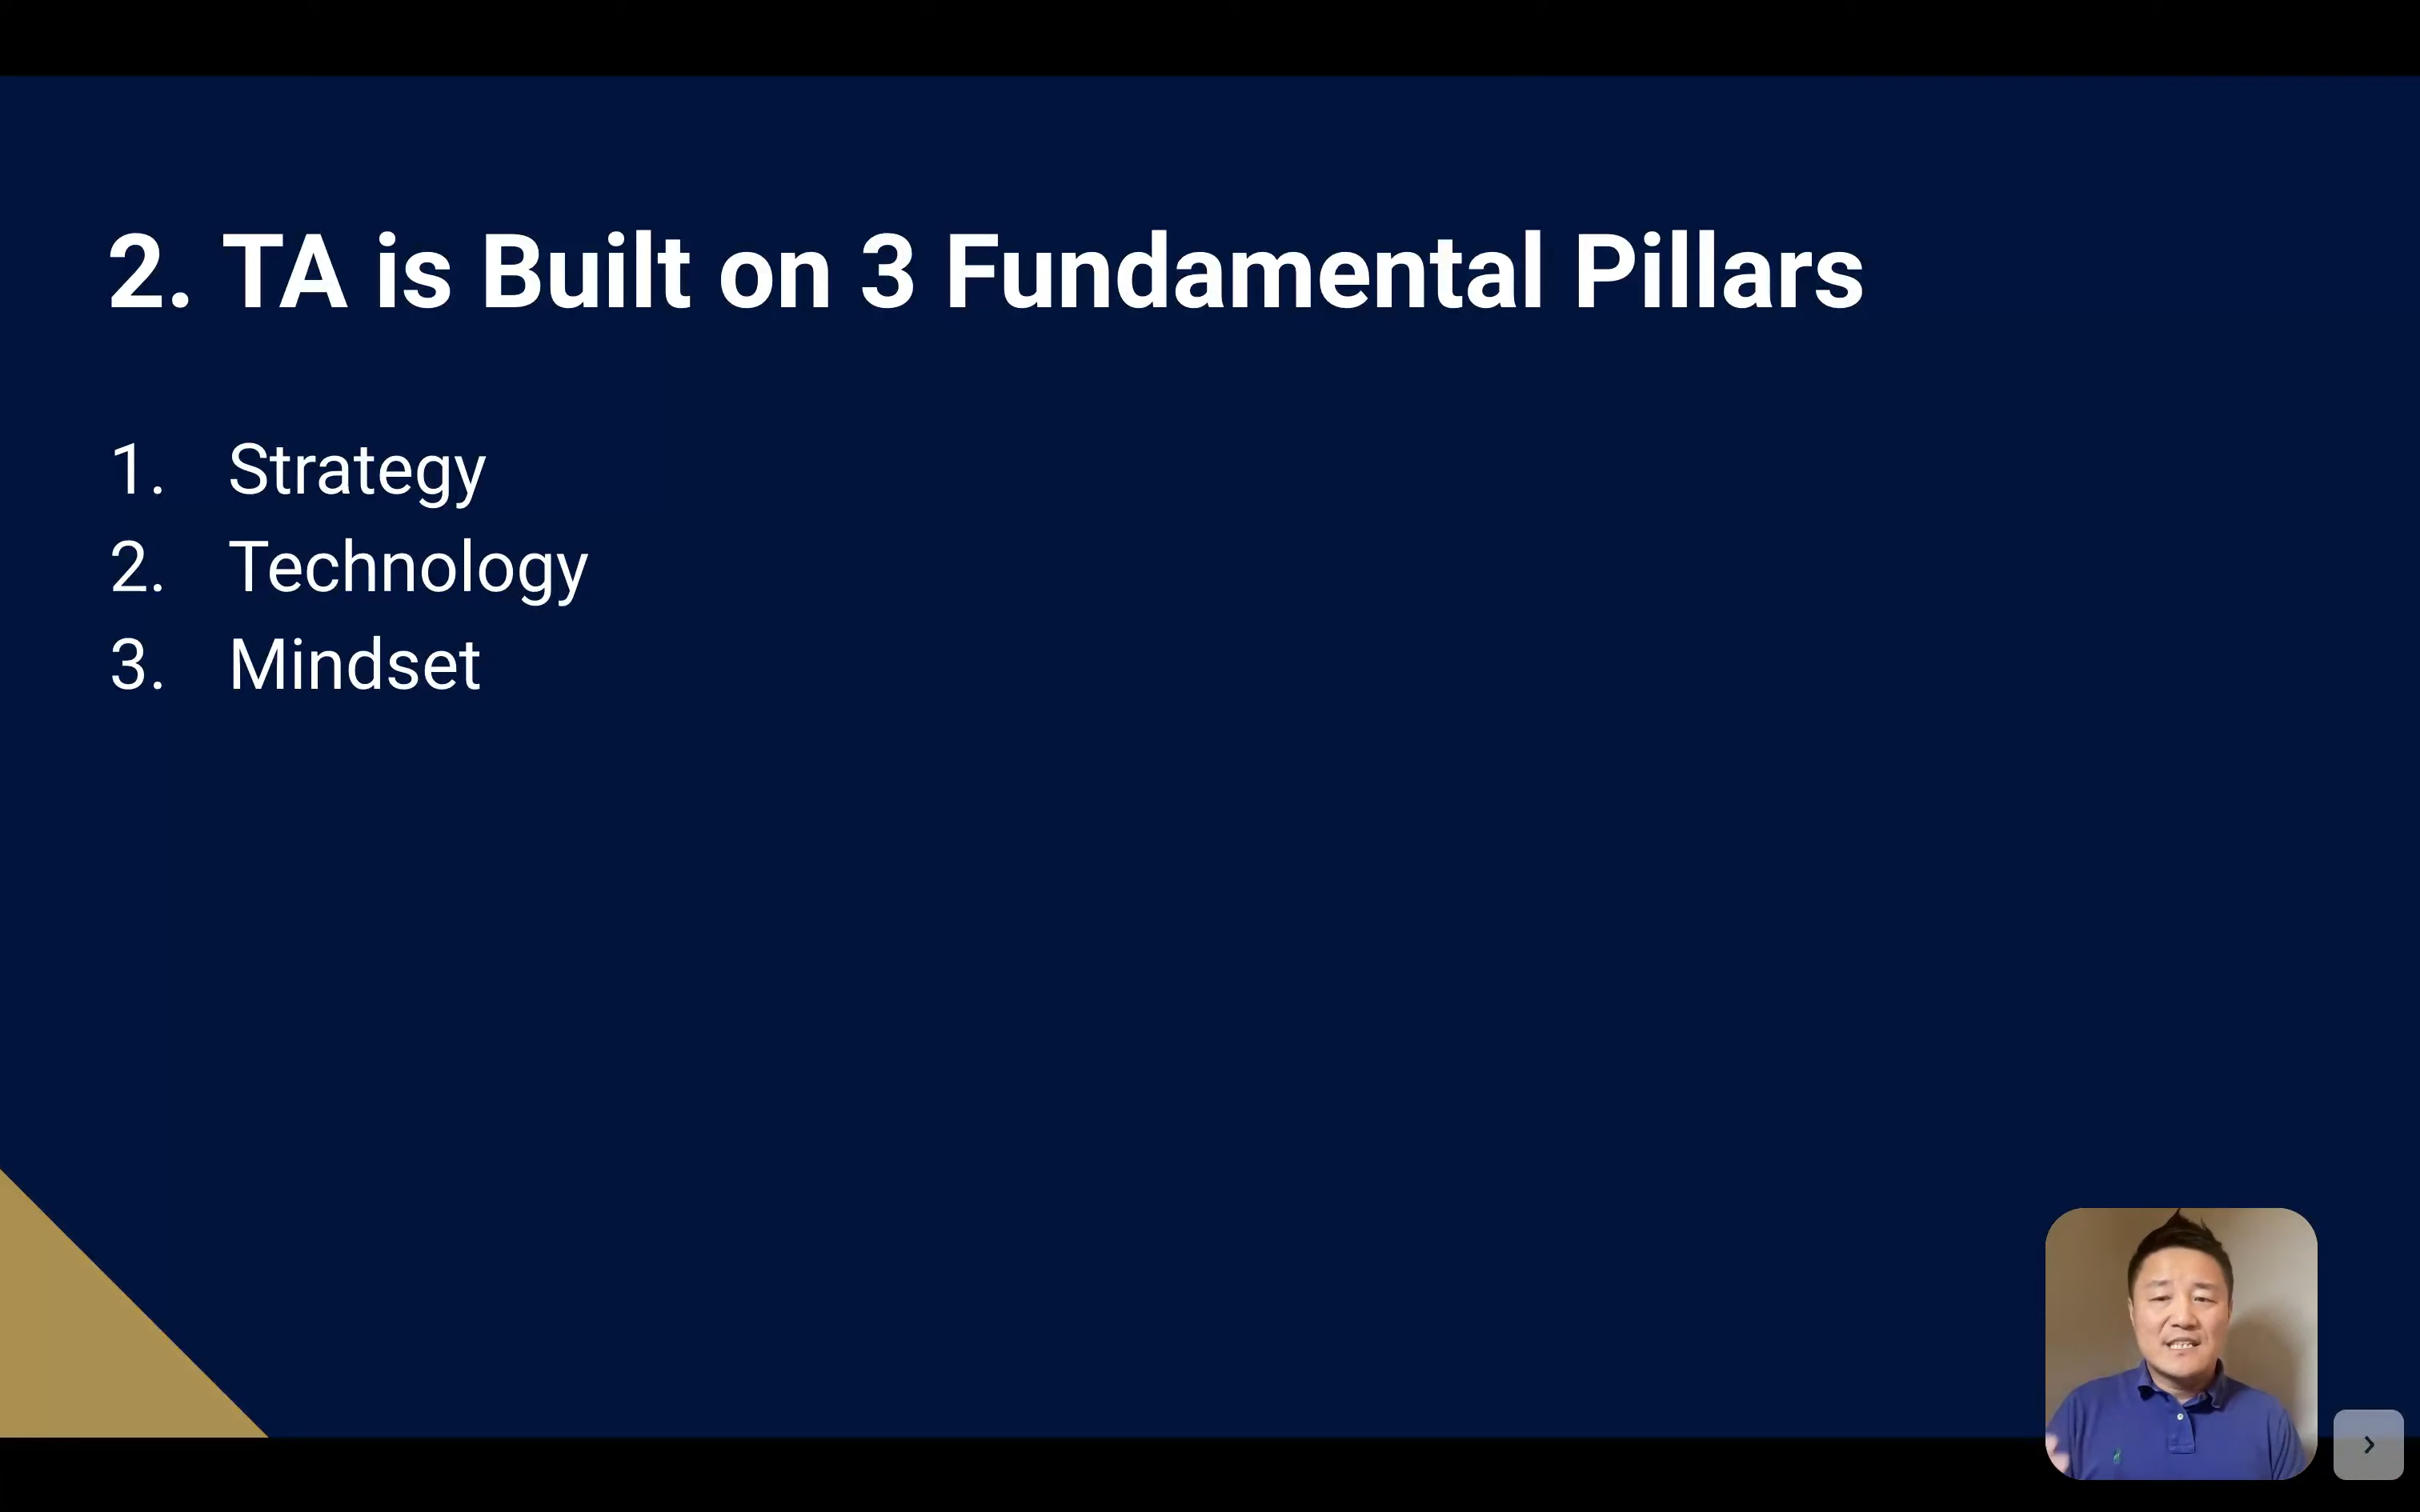 2. TA is Built on 3 Fundamental Pillars
1. Strategy
2. Technology
3. Mindset